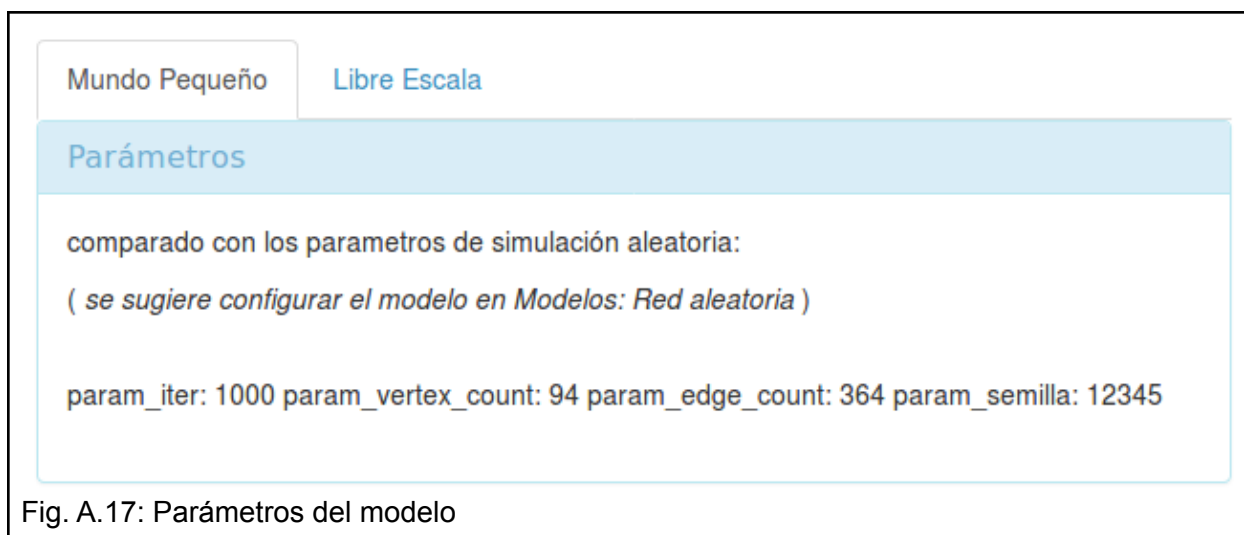 Mundo Pequeño Libre Escala
Parámetros
comparado con los parametros de simulación aleatoria:
( se sugiere configurar el modelo en Modelos: Red aleatoria )
param_iter: 1000 param_vertex_count: 94 param_edge_count: 364 param_semilla: 12345
Fig. A.17: Parámetros del modelo